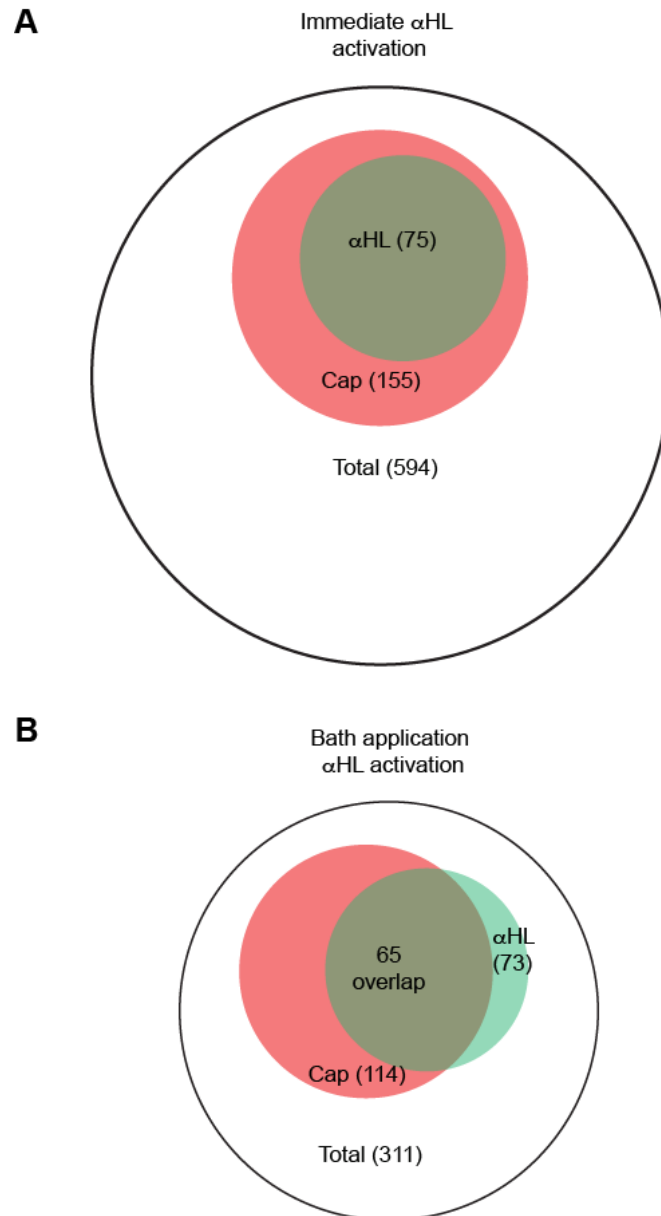 A
Immediate αHL
activation
αHL (75)
Cap (155)
Total (594)
B
Bath application
αHL activation
αHL
(73)
65
overlap
Cap (114)
Total (311)